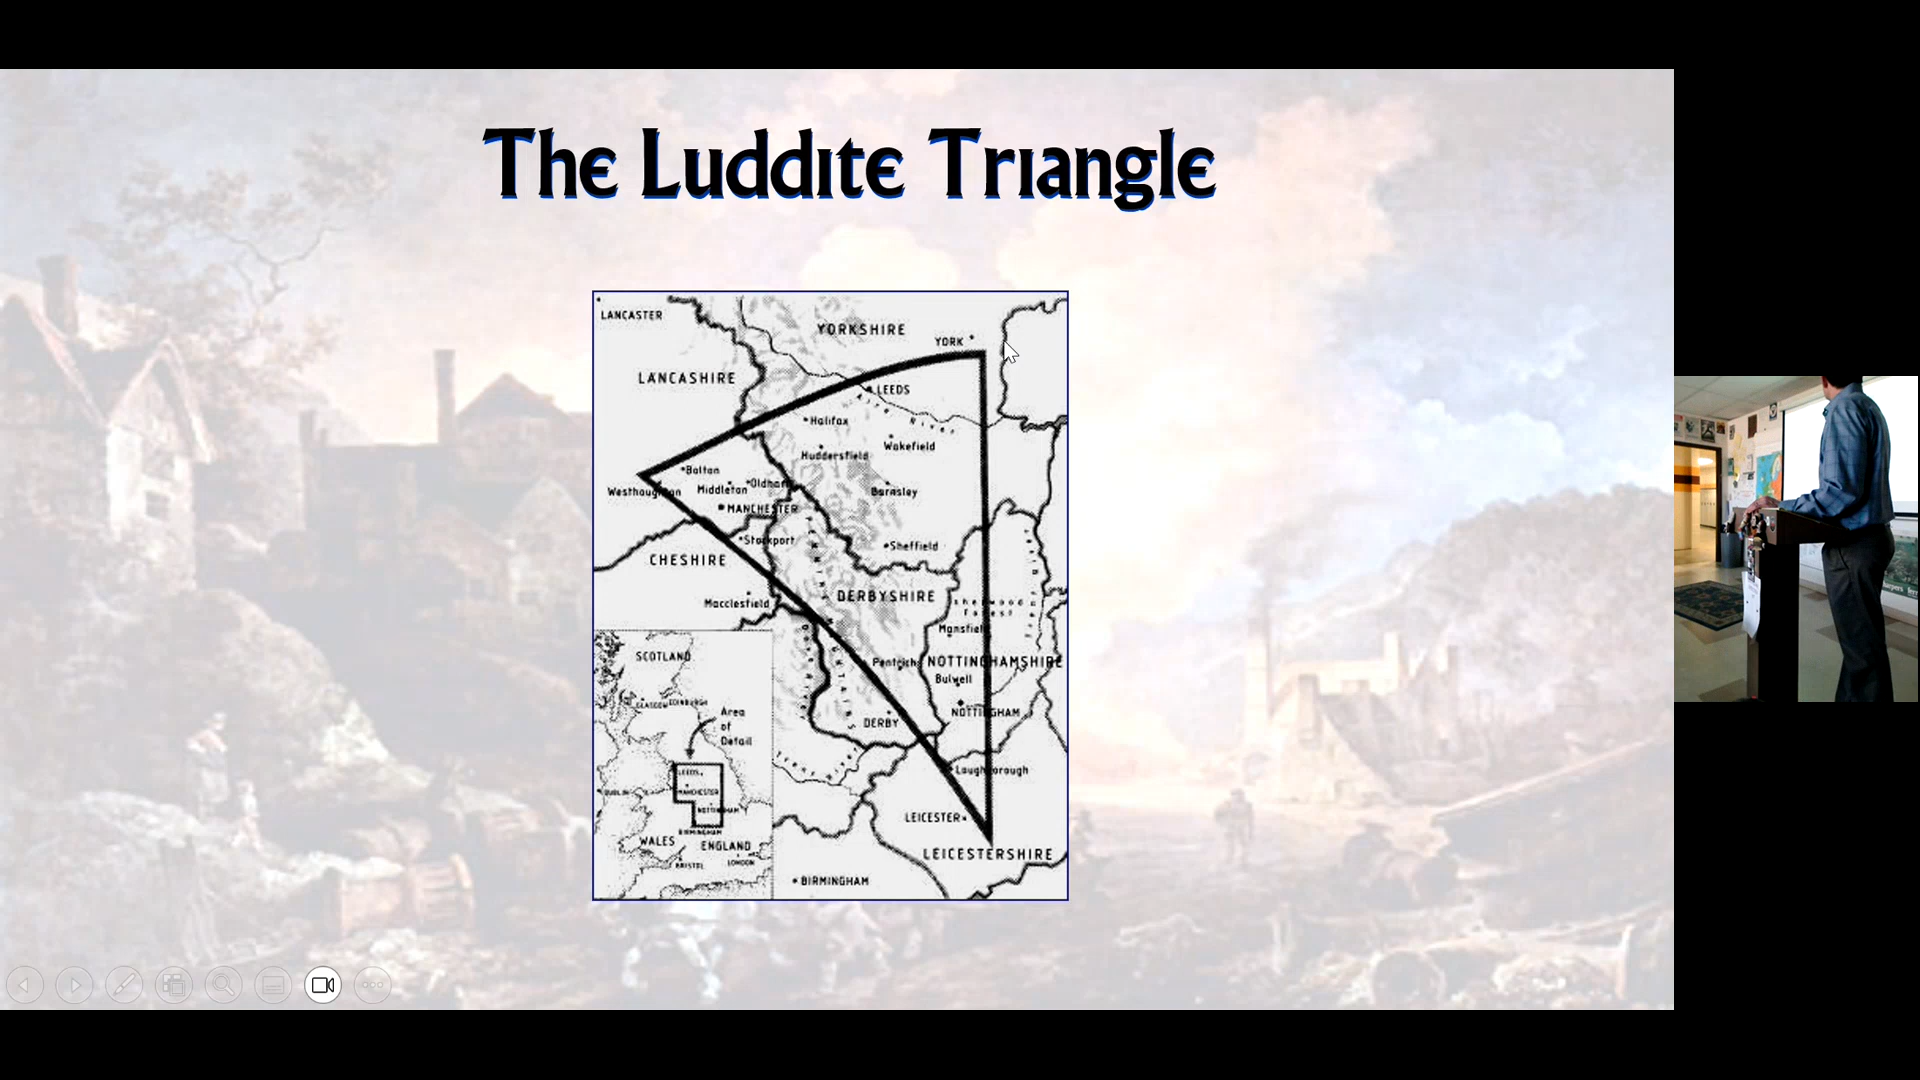 The Luddite Triangle
LANCASTER
YORKSHIRE
YORK
LANCASHIRE
LEEDS
Aire River
Halifax
Wakefield
Huddersfield
Bolton
Oldham
Westhoughton
Middleton
Barnsley
MANCHESTER
Stockport
Sheffield
CHESHIRE
DERBYSHIRE
Macclesfield
Sherwood
Forest
Mansfield
SCOTLAND
Pentrich
NOTTINGHAMSHIRE
Bulwell
GLASGOW
EDINBURGH
Area
of
Detail
NOTTINGHAM
DERBY
LEEDS
Loughborough
DUBLIN
MANCHESTER
NOTTINGHAM
LEICESTER
BIRMINGHAM
WALES
ENGLAND
LEICESTERSHIRE
BRISTOL
LONDON
BIRMINGHAM